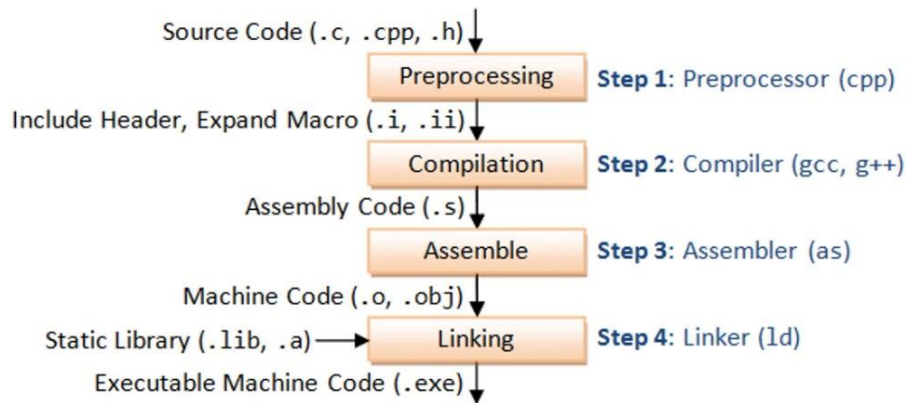 Source Code (.c, .cpp, .h)
Preprocessing
Step 1: Preprocessor (cpp)
Include Header, Expand Macro (.i, .ii)
Compilation
Step 2: Compiler (gcc, g++)
Assembly Code (.s)
Assemble
Step 3: Assembler (as)
Machine Code (.o, .obj)
Static Library (.lib, .a)
Linking
Step 4: Linker (ld)
Executable Machine Code (.exe)